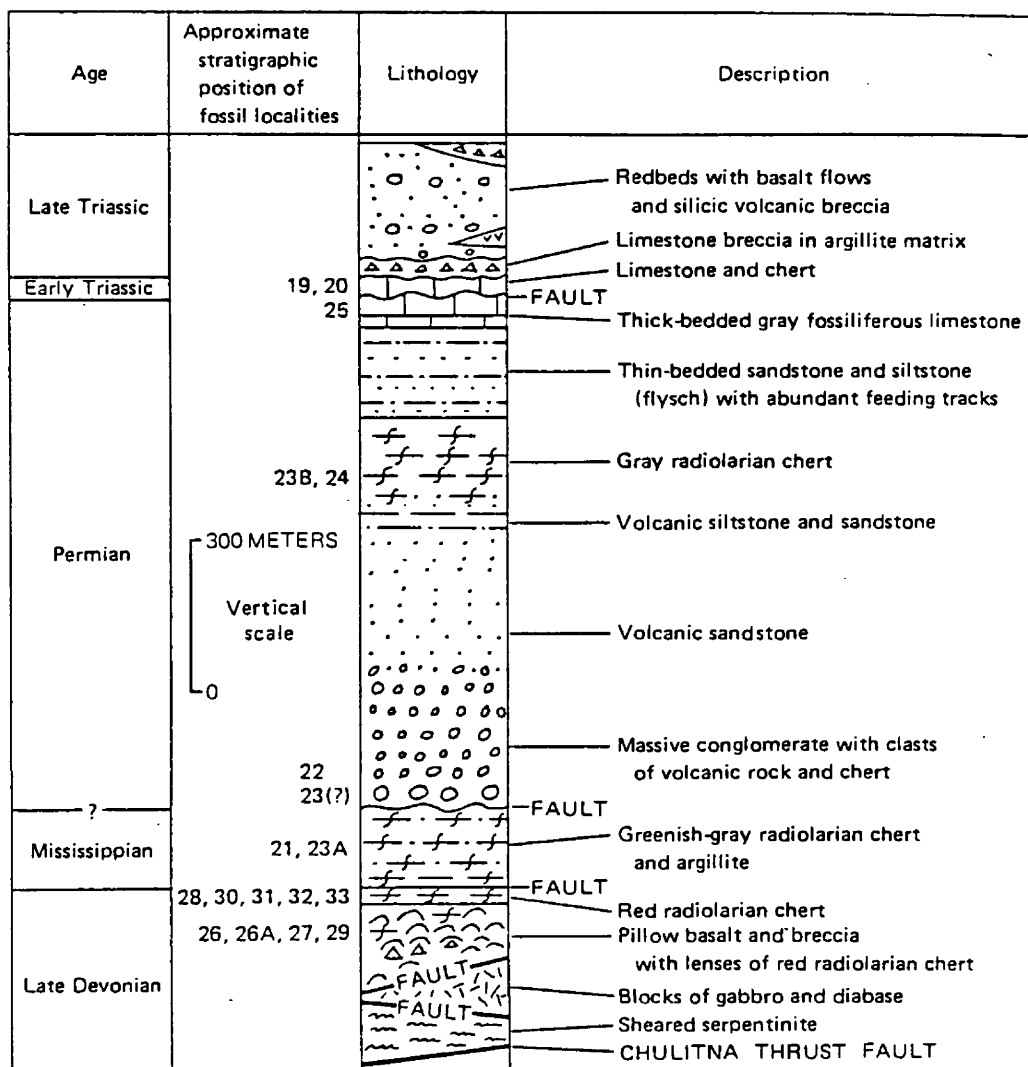 Age
Approximate
stratigraphic
position of
fossil localities
Lithology
Description
Late Triassic
Redbeds with basalt flows
and silicic volcanic breccia
Limestone breccia in argillite matrix
Early Triassic
19, 20
Limestone and chert
FAULT
25
Thick-bedded gray fossiliferous limestone
Thin-bedded sandstone and siltstone
(flysch) with abundant feeding tracks
Gray radiolarian chert
23B, 24
Volcanic siltstone and sandstone
Permian
300 METERS
Vertical
scale
0
Volcanic sandstone
Massive conglomerate with clasts
of volcanic rock and chert
22
23(?)
?
FAULT
Mississippian
21, 23A
Greenish-gray radiolarian chert
and argillite
FAULT
28, 30, 31, 32, 33
Red radiolarian chert
26, 26A, 27, 29
Pillow basalt and breccia
with lenses of red radiolarian chert
Late Devonian
FAULT
FAULT
Blocks of gabbro and diabase
Sheared serpentinite
CHULITNA THRUST FAULT